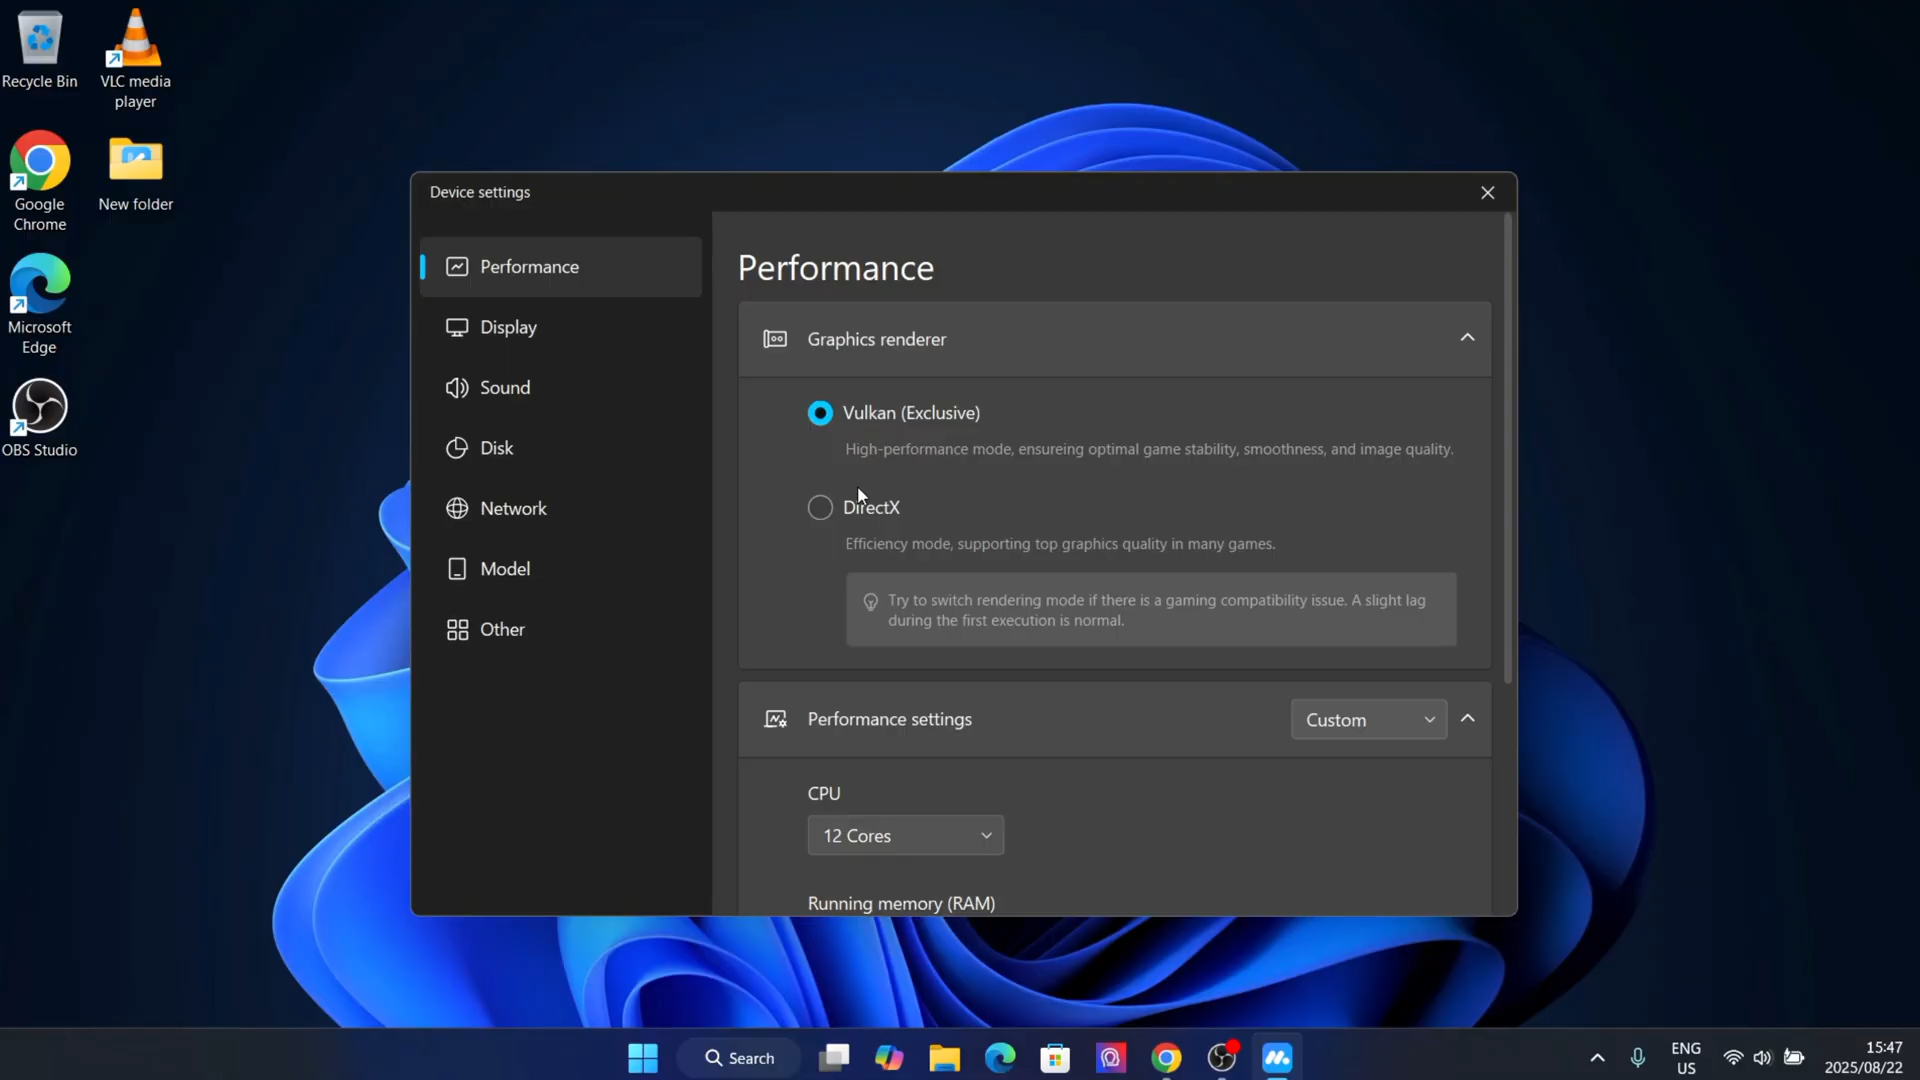 Recycle Bin
VLC media
player
Google
Chrome
New folder
Microsoft
Edge
OBS Studio
Device settings
Performance
Display
Sound
Disk
Network
Model
Other
Performance
Graphics renderer
Vulkan (Exclusive)
High-performance mode, ensureing optimal game stability, smoothness, and image quality.
DirectX
Efficiency mode, supporting top graphics quality in many games.
Try to switch rendering mode if there is a gaming compatibility issue. A slight lag
during the first execution is normal.
Performance settings
Custom
CPU
12 Cores
Running memory (RAM)
Search
ENG
US
15:47
2025/08/22